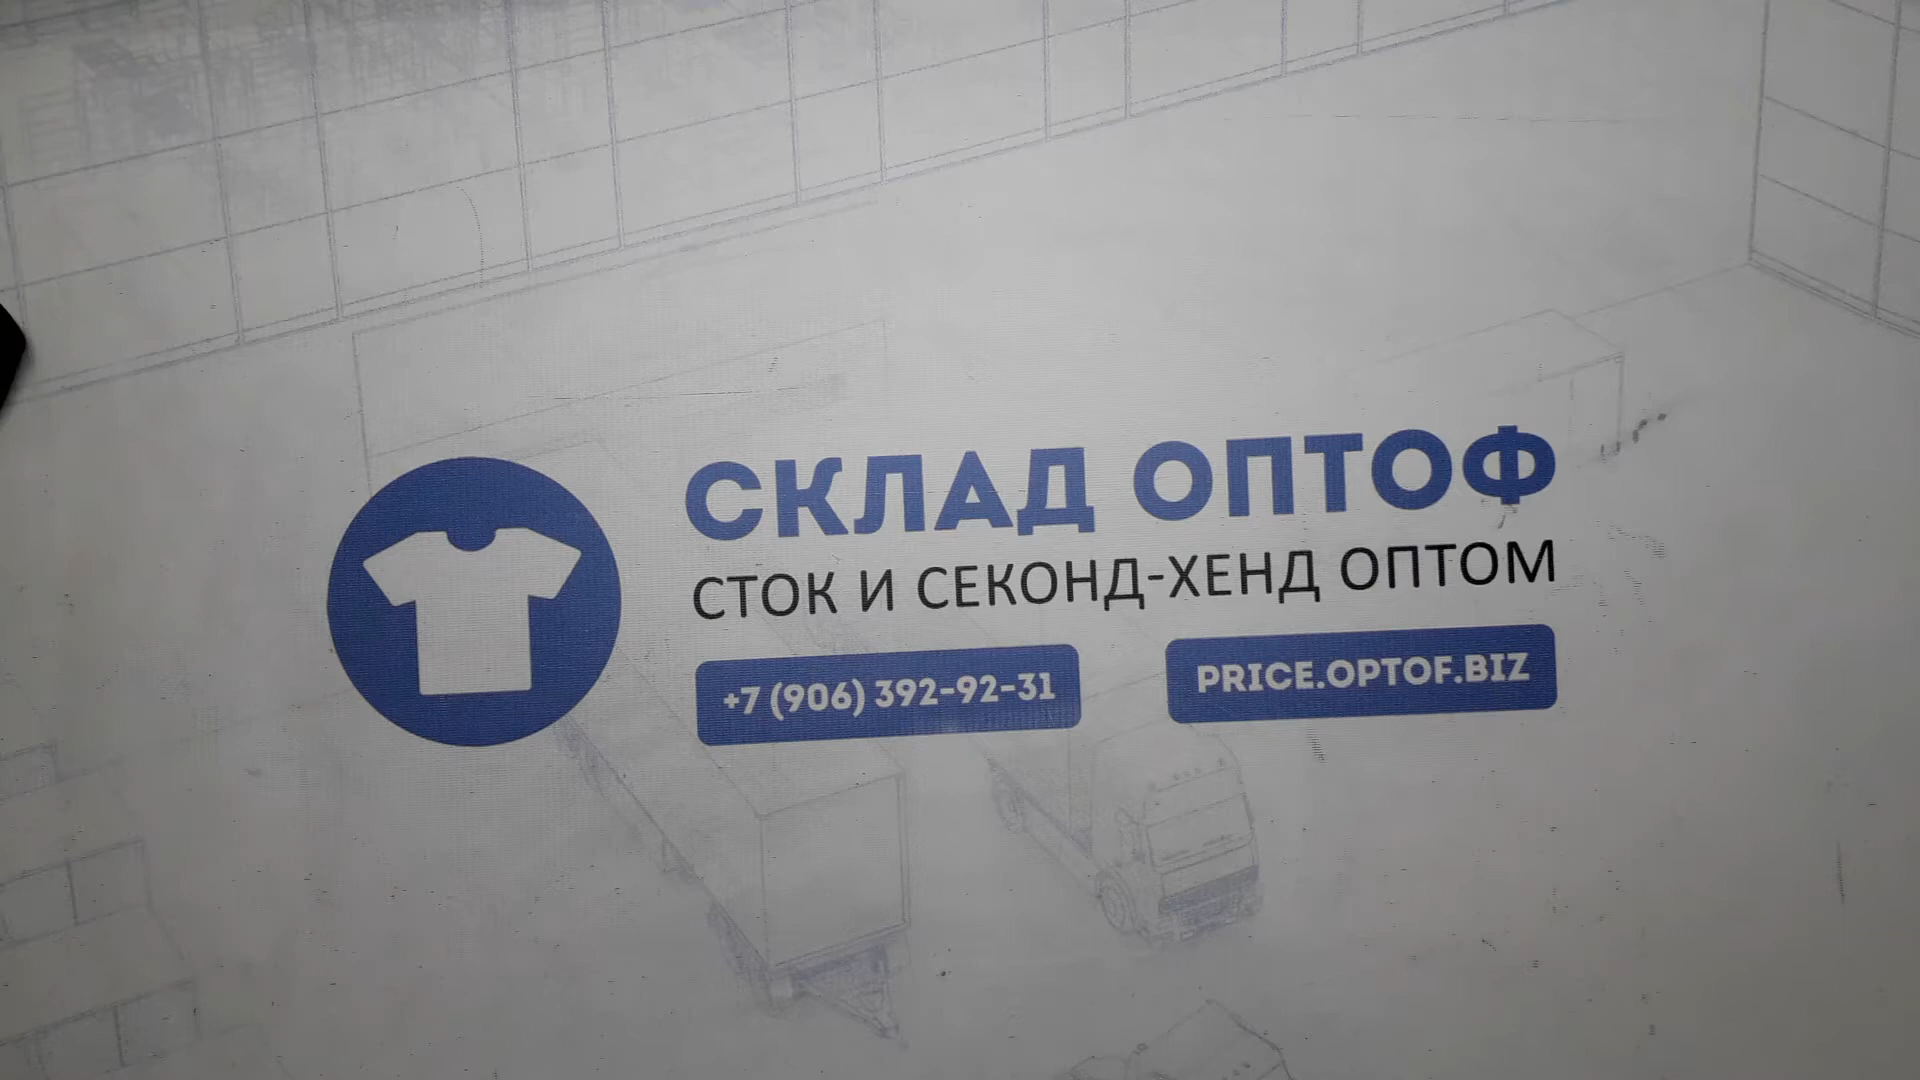 СКЛАД ОПТОФ
СТОК И СЕКОНД-ХЕНД ОПТОМ
+7 (906) 392-92-31
PRICE.OPTOF.BIZ